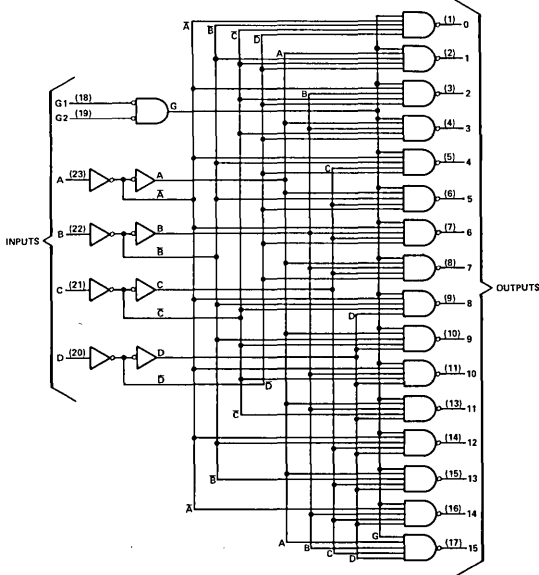 OUTPUTS
INPUTS
G1 (18)
G2 (19)
G
A (23)
A
A̅
B (22)
B
B̅
C (21)
C
C̅
D (20)
D
D̅
A̅
B̅
C̅
D̅
A
B
C
D
D̅
C̅
B̅
A̅
G
A
B
C
D
(1) 0
(2) 1
(3) 2
(4) 3
(5) 4
(6) 5
(7) 6
(8) 7
(9) 8
(10) 9
(11) 10
(13) 11
(14) 12
(15) 13
(16) 14
(17) 15